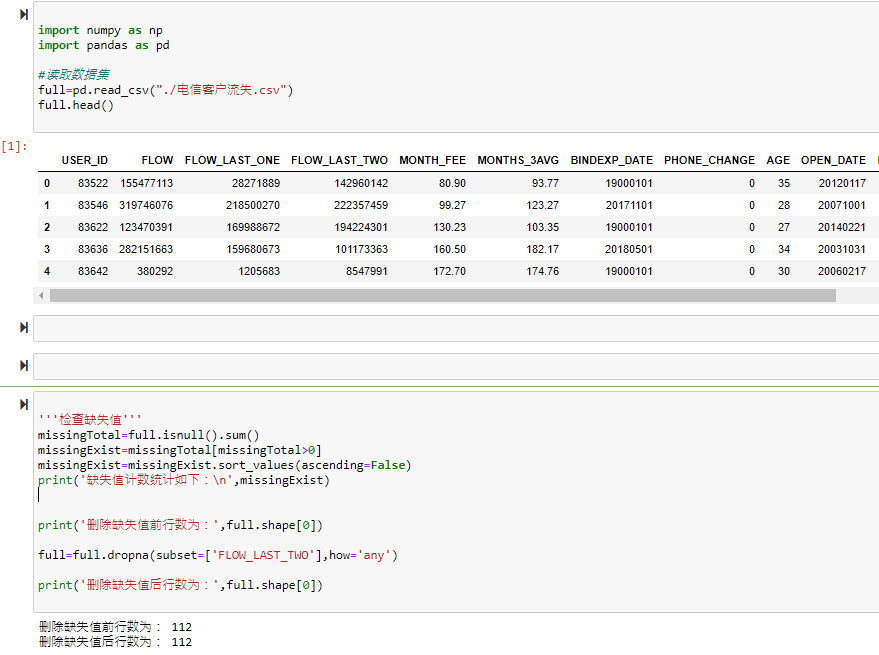 import numpy as np
import pandas as pd
#读取数据集
full=pd.read_csv("./电信客户流失.csv")
full.head()
[1]:
USER_ID FLOW FLOW_LAST_ONE FLOW_LAST_TWO MONTH_FEE MONTHS_3AVG BINDEXP_DATE PHONE_CHANGE AGE OPEN_DATE
0 83522 155477113 28271889 142960142 80.90 93.77 19000101 0 35 20120117
1 83546 319746076 218500270 222357459 99.27 123.27 20171101 0 28 20071001
2 83622 123470391 169988672 194224301 130.23 103.35 19000101 0 27 20140221
3 83636 282151663 159680673 101173363 160.50 182.17 20180501 0 34 20031031
4 83642 380292 1205683 8547991 172.70 174.76 19000101 0 30 20060217
'''检查缺失值'''
missingTotal=full.isnull().sum()
missingExist=missingTotal[missingTotal>0]
missingExist=missingExist.sort_values(ascending=False)
print('缺失值计数统计如下：\n',missingExist)
print('删除缺失值前行数为：',full.shape[0])
full=full.dropna(subset=['FLOW_LAST_TWO'],how='any')
print('删除缺失值后行数为：',full.shape[0])
删除缺失值前行数为： 112
删除缺失值后行数为： 112